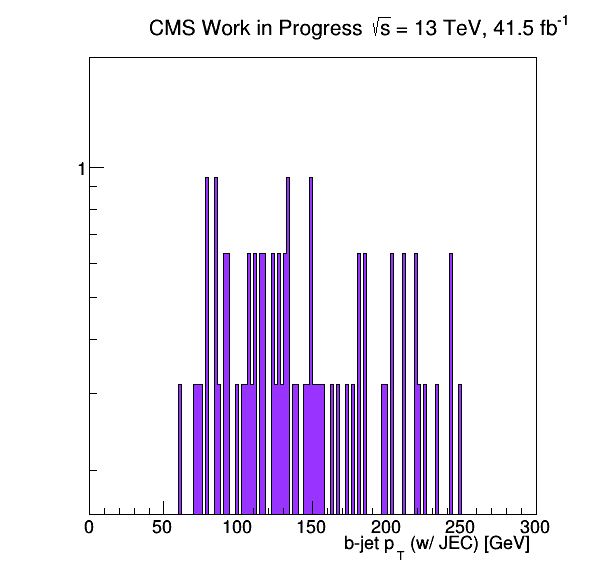 CMS Work in Progress √s = 13 TeV, 41.5 fb⁻¹
1
0 50 100 150 200 250 300
b-jet p_T (w/ JEC) [GeV]